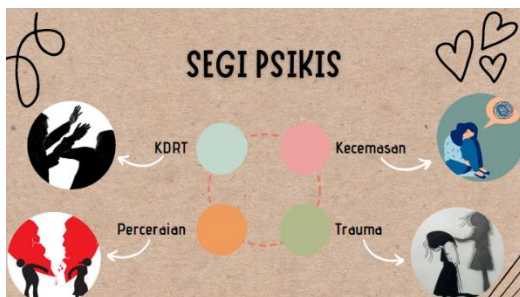 SEGI PSIKIS
KDRT
Kecemasan
Perceraian
Trauma